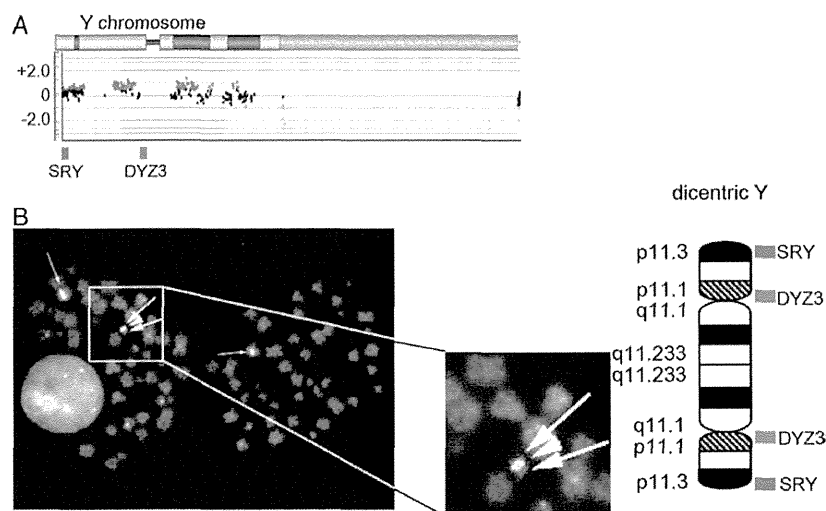 A
Y chromosome
+2.0
0
-2.0
SRY DYZ3
B
dicentric Y
p11.3 SRY
p11.1 DYZ3
q11.1
q11.233
q11.233
q11.1 DYZ3
p11.1
p11.3 SRY